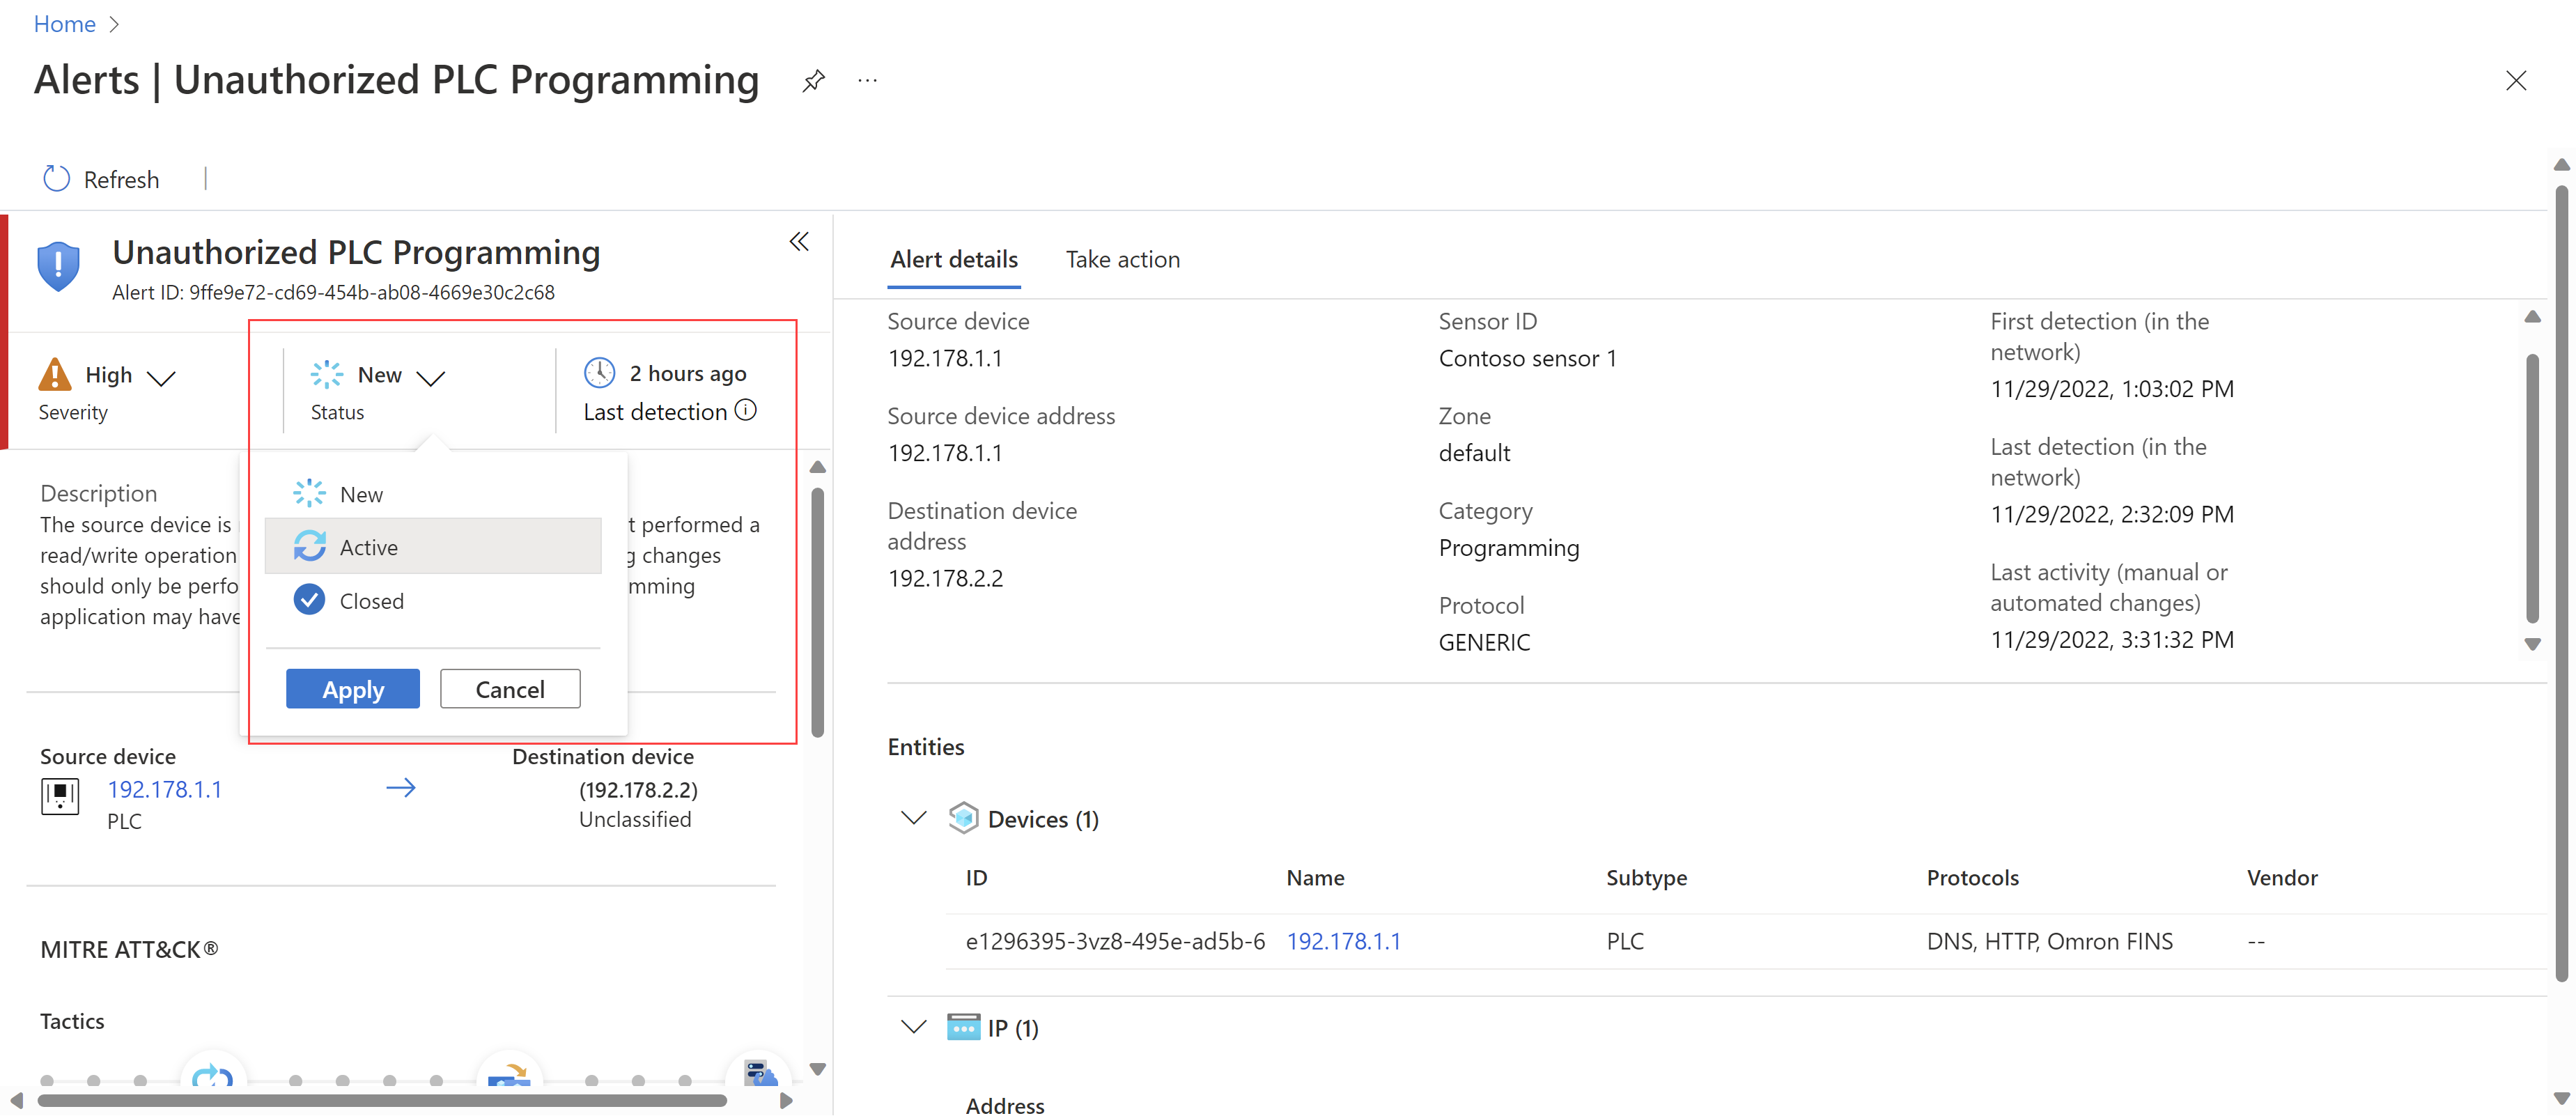 Home
Alerts | Unauthorized PLC Programming
Refresh
Unauthorized PLC Programming
Alert ID: 9ffe9e72-cd69-454b-ab08-4669e30c2c68
High
Severity
New
Status
2 hours ago
Last detection
New
Active
Closed
Apply
Cancel
Description
The source device is t performed a
read/write operation g changes
should only be perfo mming
application may have
Source device
192.178.1.1
PLC
Destination device
(192.178.2.2)
Unclassified
MITRE ATT&CK®
Tactics
Alert details
Take action
Source device
192.178.1.1
Source device address
192.178.1.1
Destination device
address
192.178.2.2
Sensor ID
Contoso sensor 1
Zone
default
Category
Programming
Protocol
GENERIC
First detection (in the
network)
11/29/2022, 1:03:02 PM
Last detection (in the
network)
11/29/2022, 2:32:09 PM
Last activity (manual or
automated changes)
11/29/2022, 3:31:32 PM
Entities
Devices (1)
ID Name Subtype Protocols Vendor
e1296395-3vz8-495e-ad5b-6 192.178.1.1 PLC DNS, HTTP, Omron FINS --
IP (1)
Address